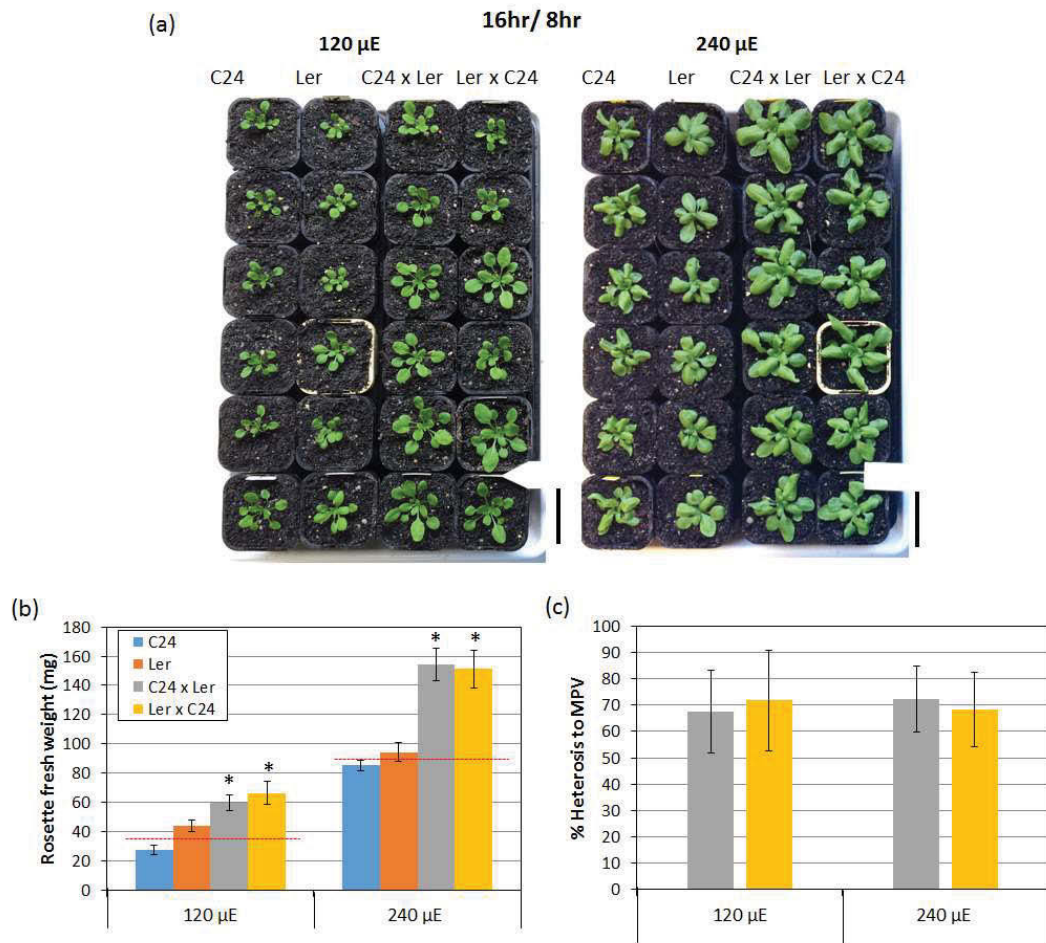 16hr/ 8hr
(a)
120 µE 240 µE
C24 Ler C24 x Ler Ler x C24 C24 Ler C24 x Ler Ler x C24
(b)
Rosette fresh weight (mg)
180
160
140
120
100
80
60
40
20
0
C24
Ler
C24 x Ler
Ler x C24
* * * *
120 µE 240 µE
(c)
% Heterosis to MPV
100
90
80
70
60
50
40
30
20
10
0
120 µE 240 µE